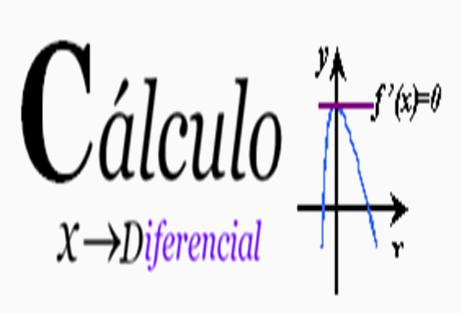 Cálculo
x→Diferencial
y
f'(x)=0
x